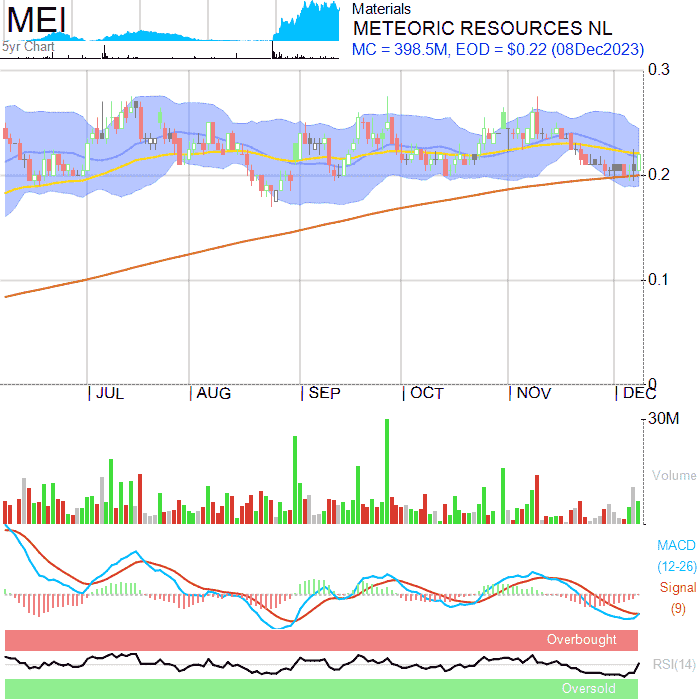 MEI
5yr Chart
Materials
METEORIC RESOURCES NL
MC = 398.5M, EOD = $0.22 (08Dec2023)
0.3
0.2
0.1
0
JUL
AUG
SEP
OCT
NOV
DEC
30M
Volume
MACD
(12-26)
Signal
(9)
Overbought
RSI(14)
Oversold